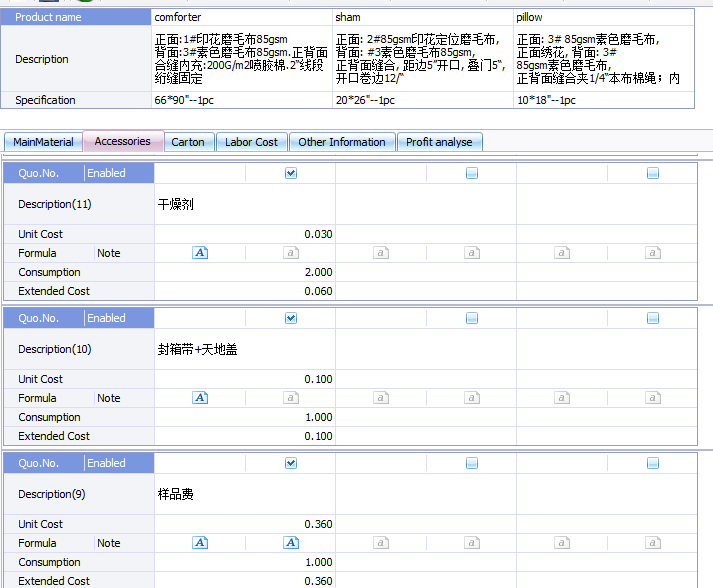 Product name comforter sham pillow
Description
正面:1#印花磨毛布85gsm
背面:3#素色磨毛布85gsm.正背面
合缝内充:200G/m2喷胶棉.2"线段
绗缝固定
正面: 2#85gsm印花定位磨毛布,
背面: #3素色磨毛布85gsm,
正背面缝合, 距边5"开口, 叠门5",
开口卷边12/"
正面: 3# 85gsm素色磨毛布,
正面绣花, 背面: 3#
85gsm素色磨毛布,
正背面缝合夹1/4"本布棉绳; 内
Specification 66*90"--1pc 20*26"--1pc 10*18"--1pc
MainMaterial Accessories Carton Labor Cost Other Information Profit analyse
Quo.No. Enabled
Description(11) 干燥剂
Unit Cost 0.030
Formula Note A a a a a a
Consumption 2.000
Extended Cost 0.060
Quo.No. Enabled
Description(10) 封箱带+天地盖
Unit Cost 0.100
Formula Note A a a a a a
Consumption 1.000
Extended Cost 0.100
Quo.No. Enabled
Description(9) 样品费
Unit Cost 0.360
Formula Note A A a a a a
Consumption 1.000
Extended Cost 0.360